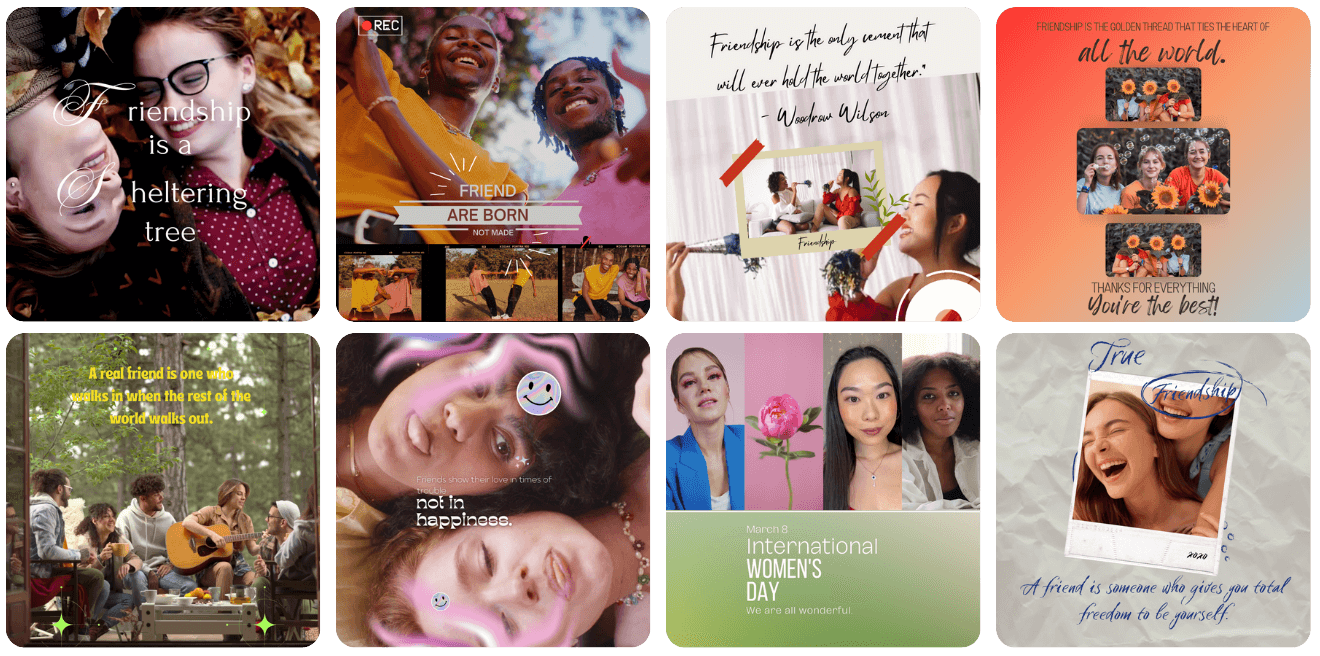 Friendship
is a
Sheltering
tree
REC
FRIEND
ARE BORN
NOT MADE
Friendship is the only cement that
will ever hold the world together."
- Woodrow Wilson
Friendship
FRIENDSHIP IS THE GOLDEN THREAD THAT TIES THE HEART OF
all the world.
THANKS FOR EVERYTHING
You're the best!
A real friend is one who
walks in when the rest of the
world walks out.
Friends show their love in times of
trouble
not in
happiness.
March 8
International
WOMEN'S
DAY
We are all wonderful.
True
Friendship
2020
A friend is someone who gives you total
freedom to be yourself.